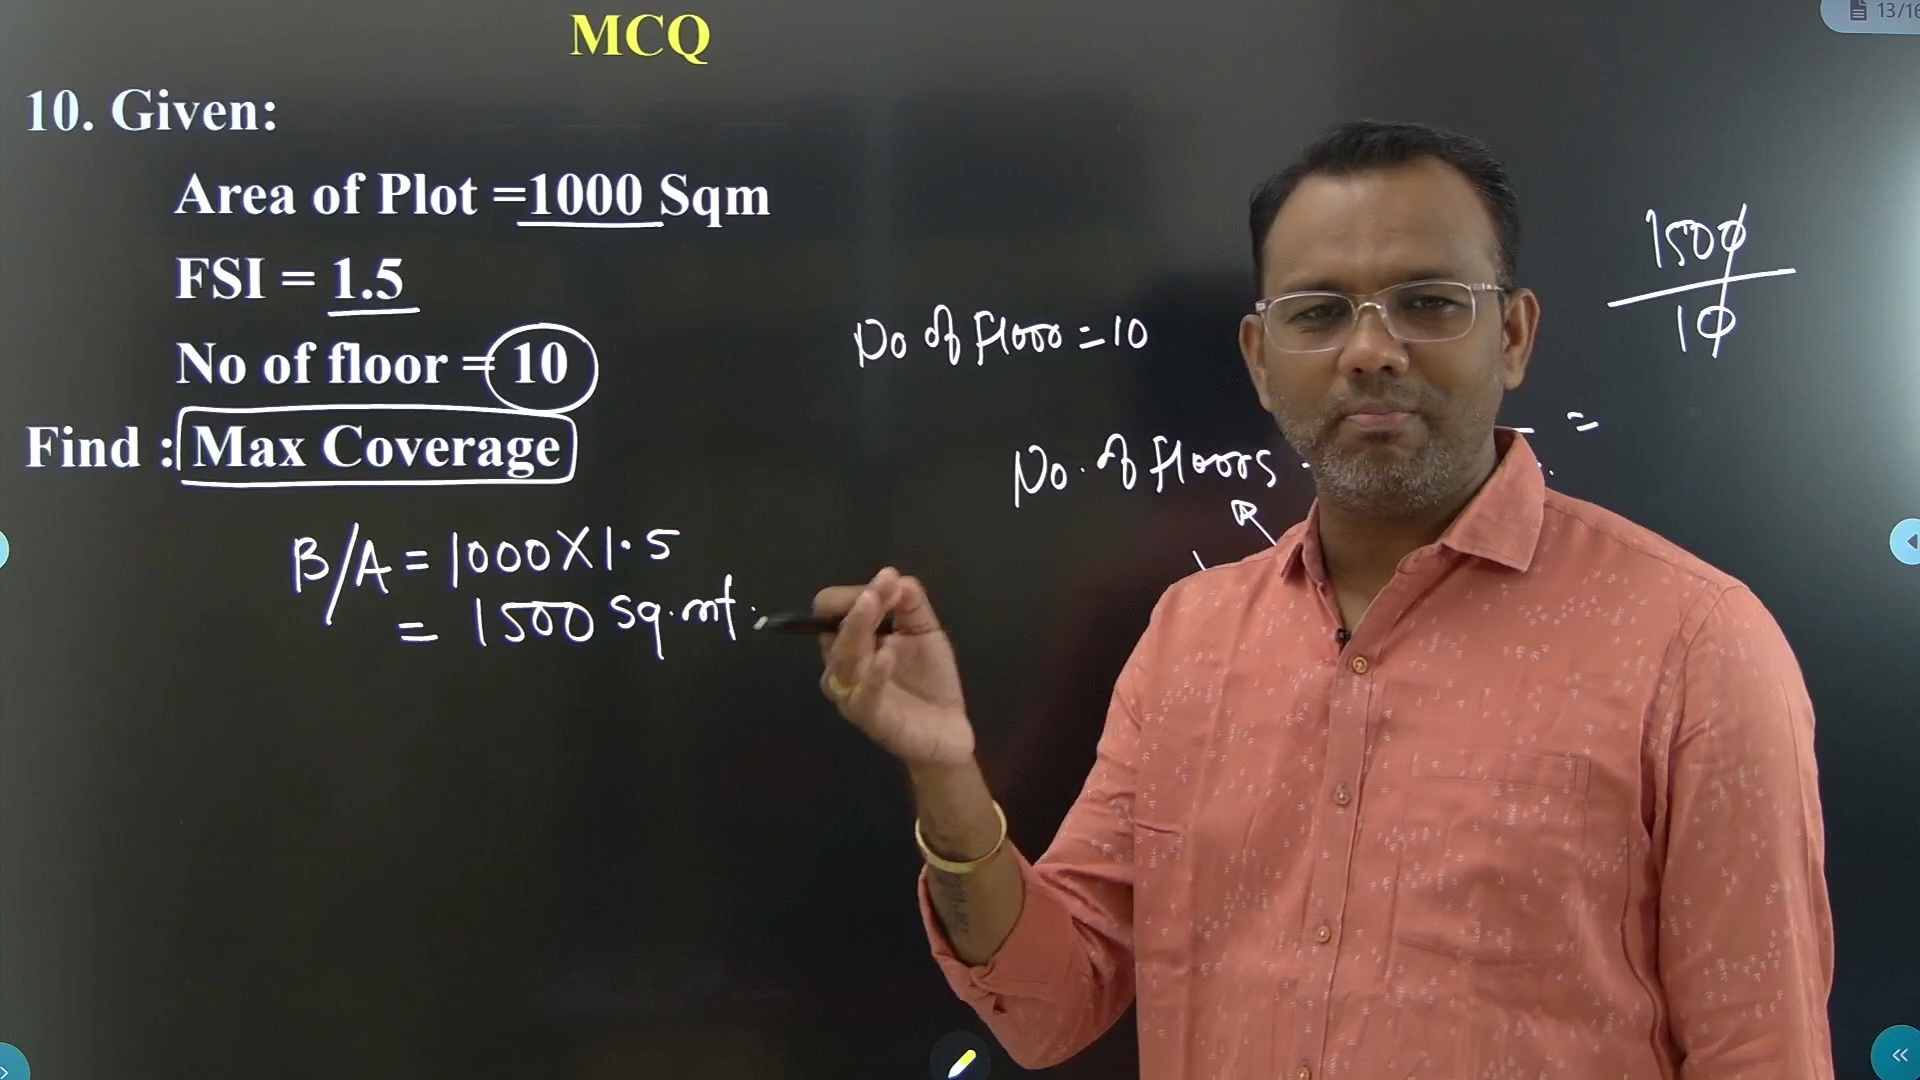 MCQ
13/16
10. Given:
Area of Plot =1000 Sqm
FSI = 1.5
No of floor = 10
Find : Max Coverage
B/A = 1000 X 1.5
= 1500 Sq.mt.
No of floor = 10
No. of floors
=
1500
10